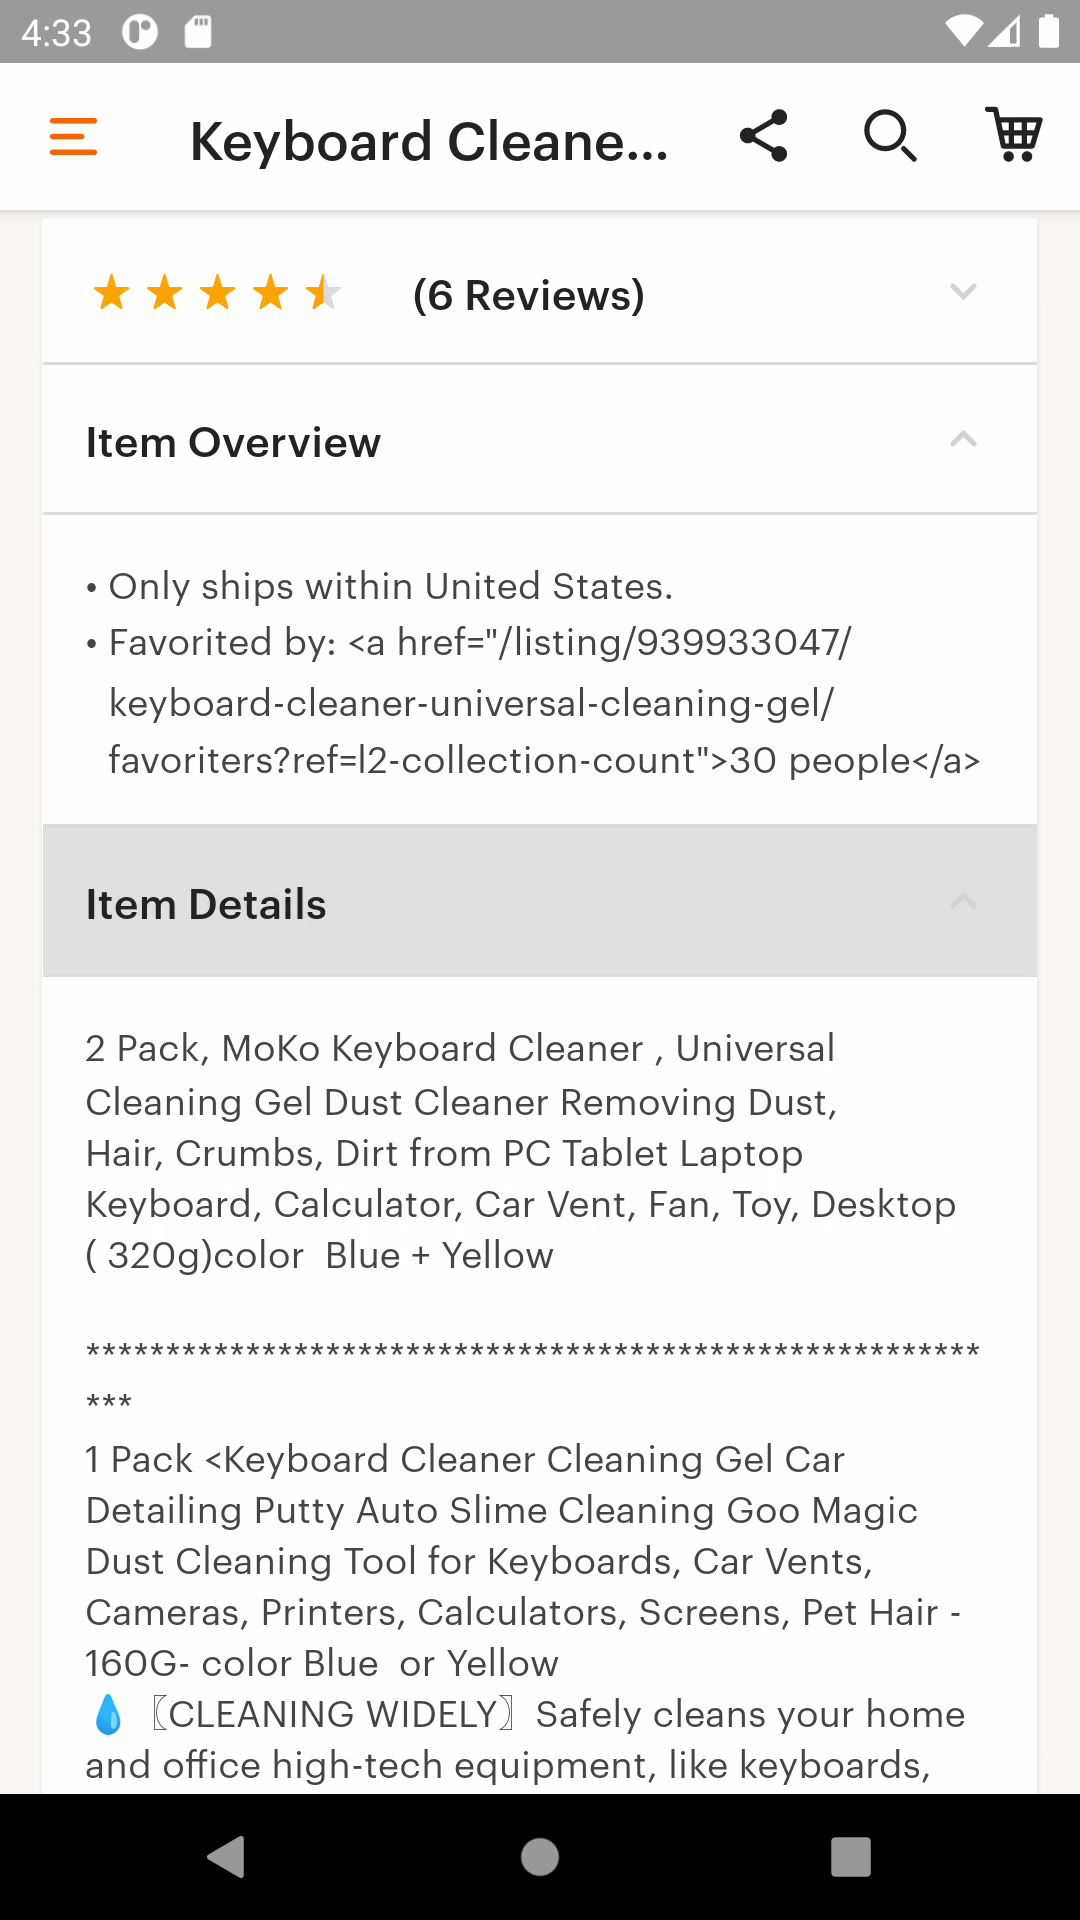 4:33
Keyboard Cleane...
(6 Reviews)
Item Overview
• Only ships within United States.
• Favorited by: <a href="/listing/939933047/
keyboard-cleaner-universal-cleaning-gel/
favoriters?ref=l2-collection-count">30 people</a>
Item Details
2 Pack, MoKo Keyboard Cleaner , Universal
Cleaning Gel Dust Cleaner Removing Dust,
Hair, Crumbs, Dirt from PC Tablet Laptop
Keyboard, Calculator, Car Vent, Fan, Toy, Desktop
( 320g)color  Blue + Yellow
********************************************************
***
1 Pack <Keyboard Cleaner Cleaning Gel Car
Detailing Putty Auto Slime Cleaning Goo Magic
Dust Cleaning Tool for Keyboards, Car Vents,
Cameras, Printers, Calculators, Screens, Pet Hair -
160G- color Blue  or Yellow
💧〖CLEANING WIDELY〗Safely cleans your home
and office high-tech equipment, like keyboards,